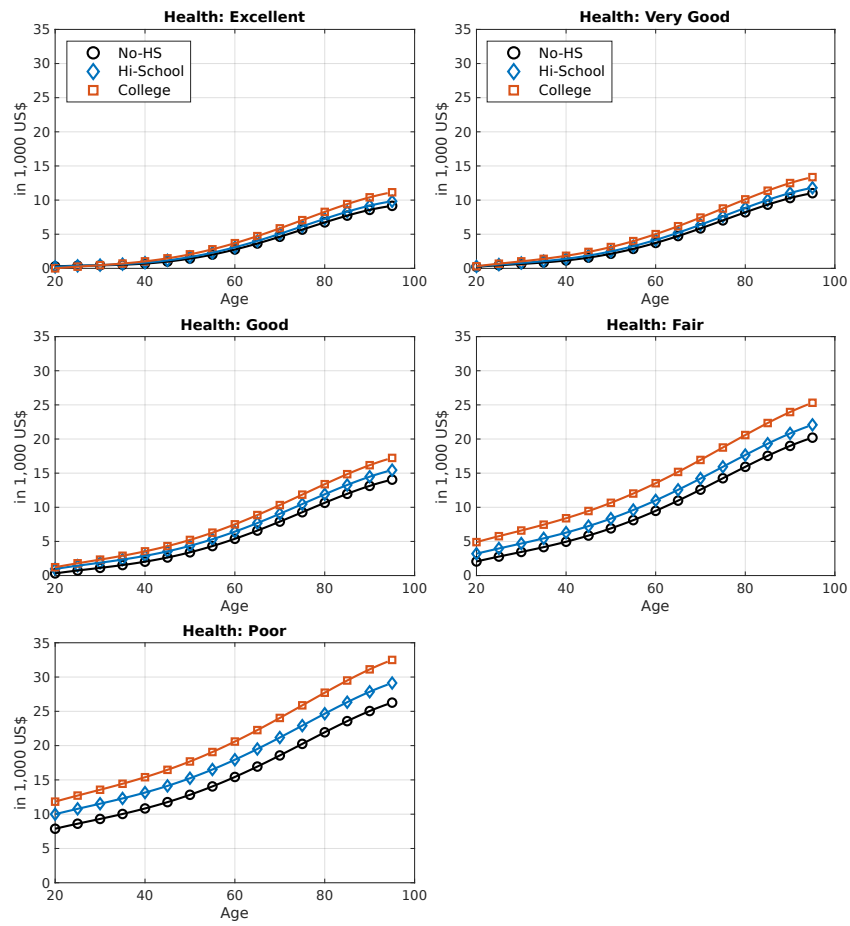 Health: Excellent
35
30
25
20
15
10
5
0
in 1,000 US$
No-HS
Hi-School
College
20 40 60 80 100
Age
Health: Very Good
35
30
25
20
15
10
5
0
in 1,000 US$
No-HS
Hi-School
College
20 40 60 80 100
Age
Health: Good
35
30
25
20
15
10
5
0
in 1,000 US$
20 40 60 80 100
Age
Health: Fair
35
30
25
20
15
10
5
0
in 1,000 US$
20 40 60 80 100
Age
Health: Poor
35
30
25
20
15
10
5
0
in 1,000 US$
20 40 60 80 100
Age